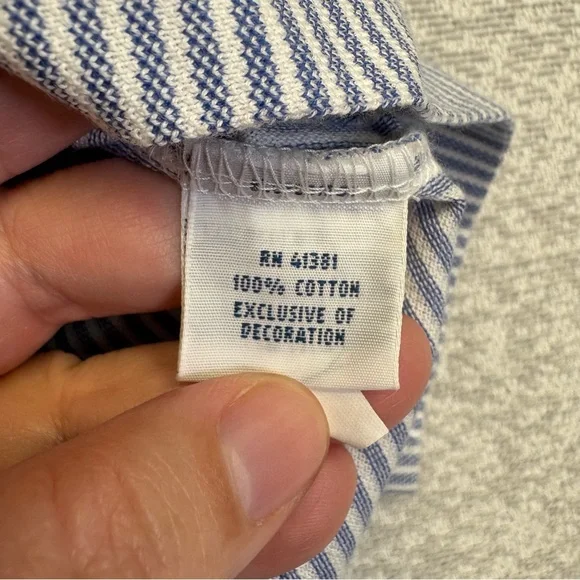 RN 41381
100% COTTON
EXCLUSIVE OF
DECORATION